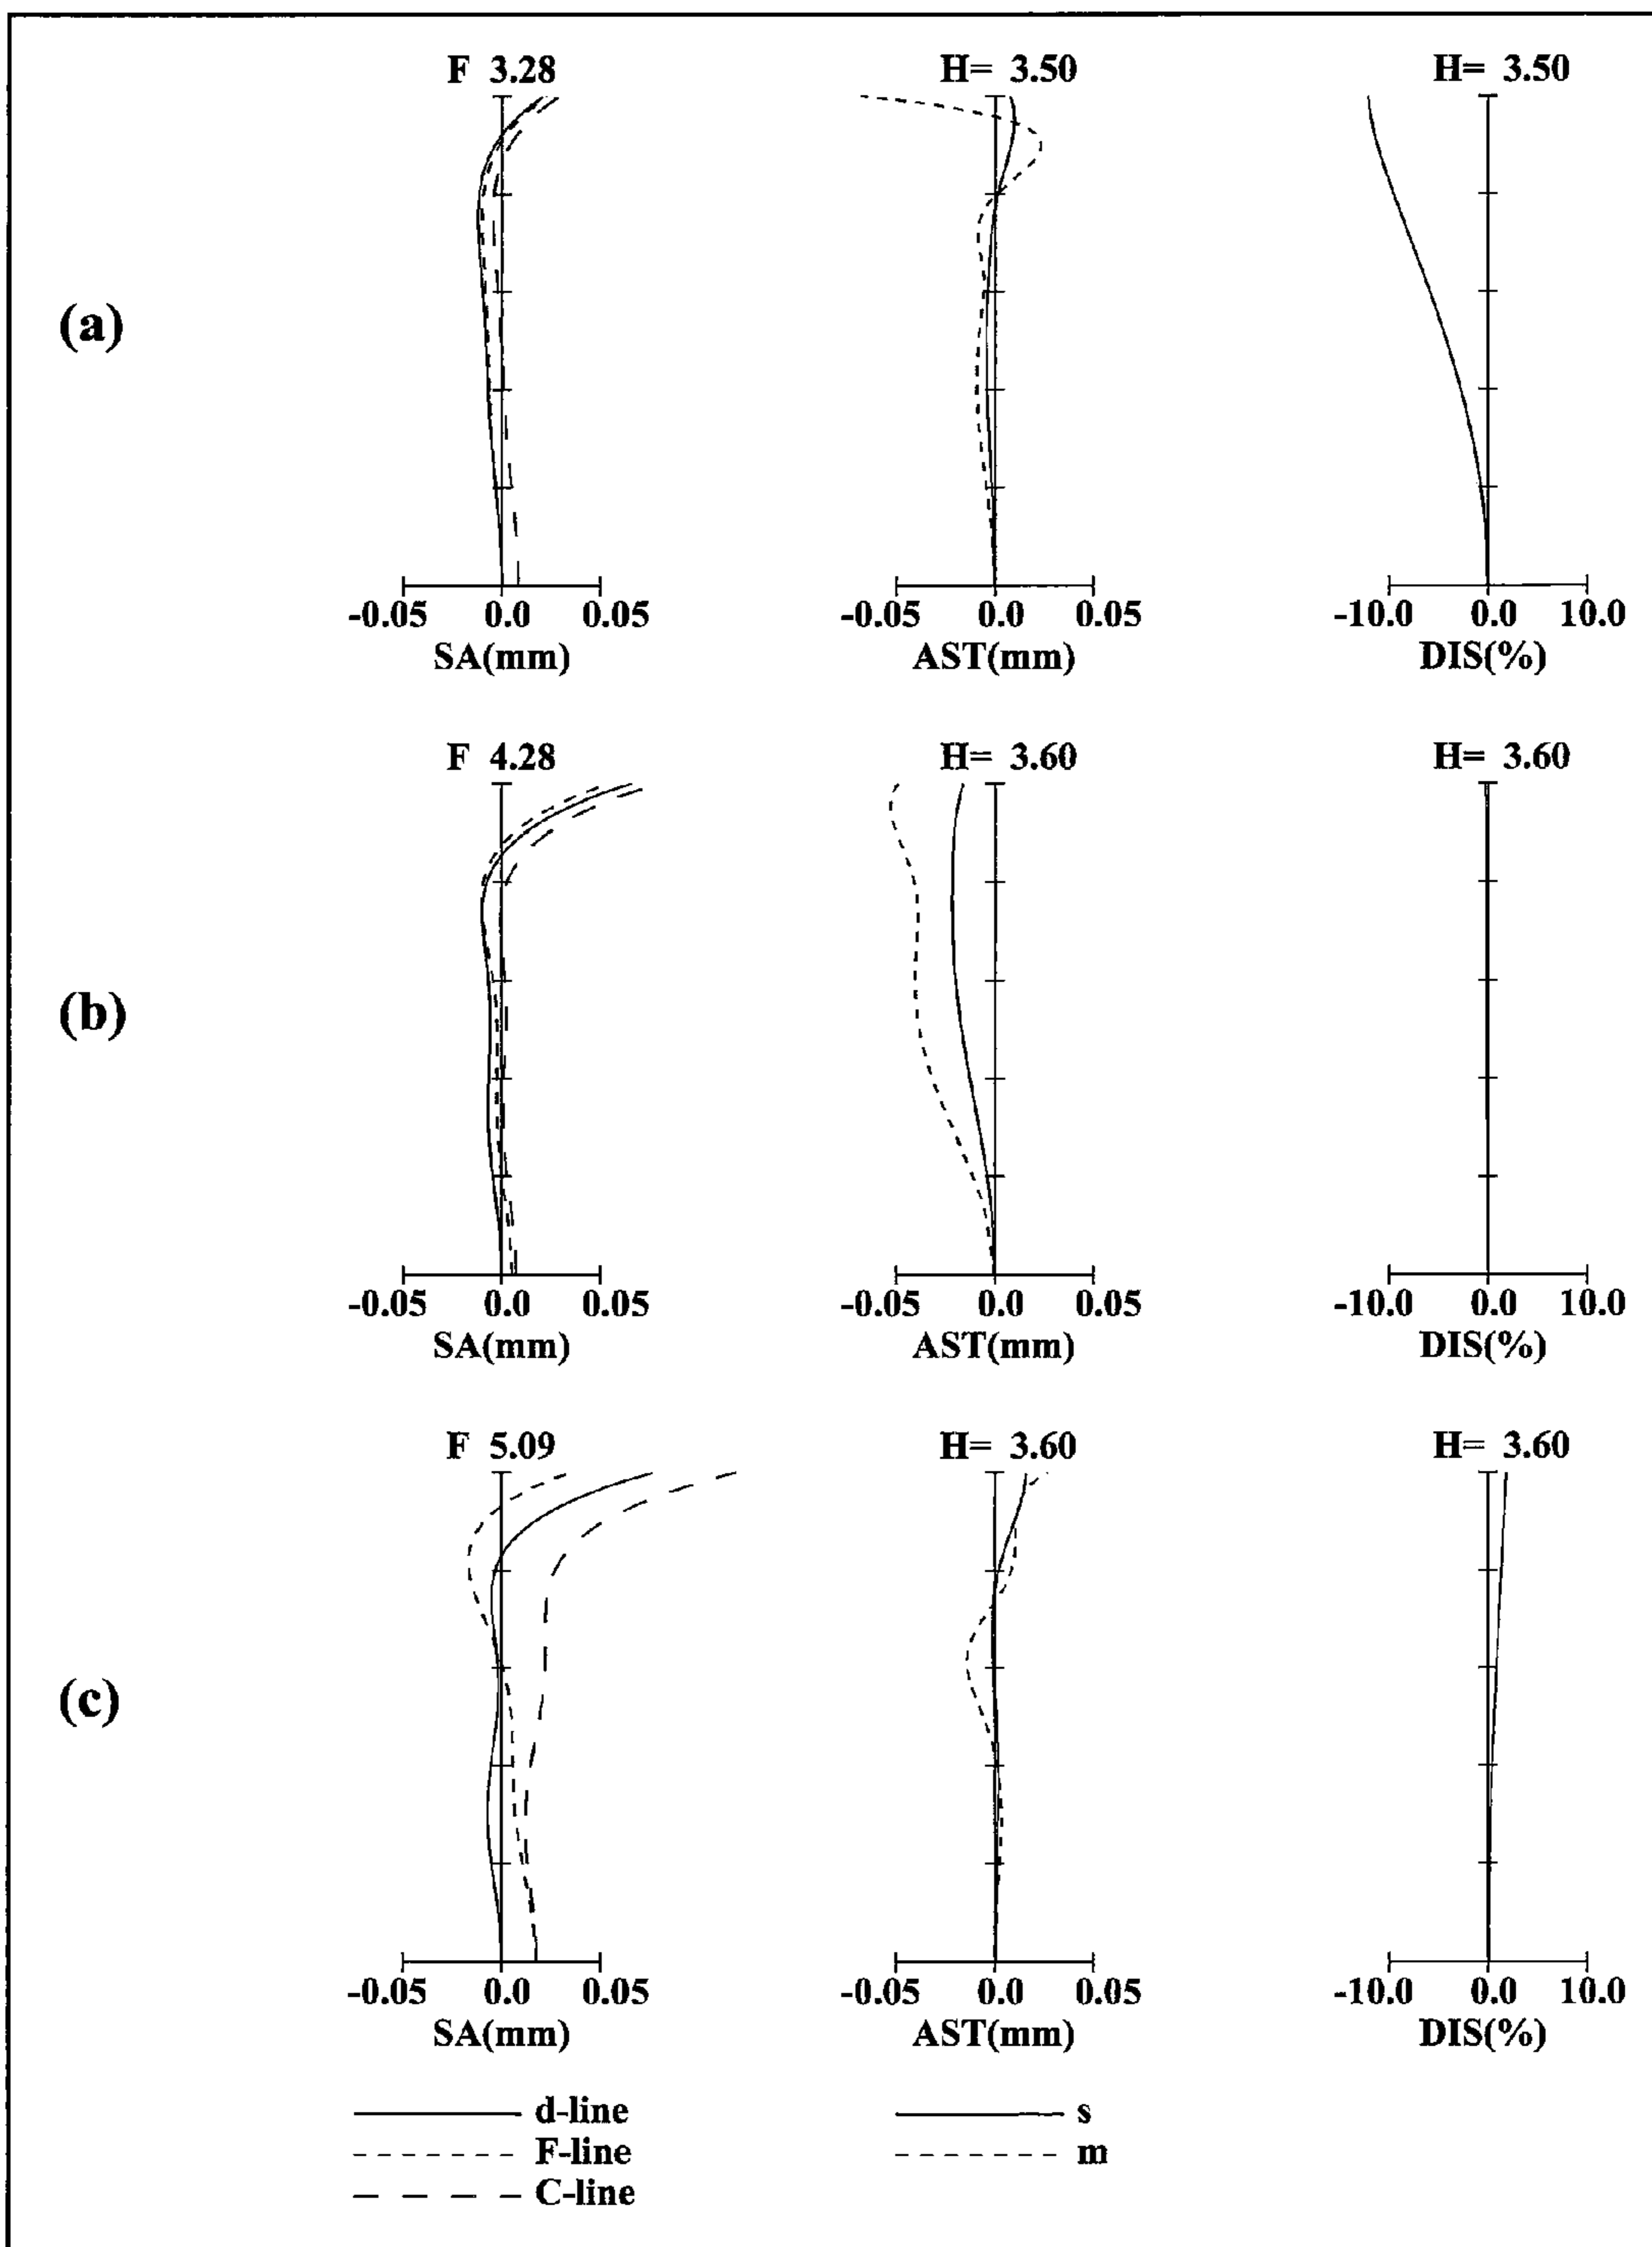 F 3.28 H= 3.50 H= 3.50
(a)
-0.05 0.0 0.05 -0.05 0.0 0.05 -10.0 0.0 10.0
SA(mm) AST(mm) DIS(%)
F 4.28 H= 3.60 H= 3.60
(b)
-0.05 0.0 0.05 -0.05 0.0 0.05 -10.0 0.0 10.0
SA(mm) AST(mm) DIS(%)
F 5.09 H= 3.60 H= 3.60
(c)
-0.05 0.0 0.05 -0.05 0.0 0.05 -10.0 0.0 10.0
SA(mm) AST(mm) DIS(%)
d-line s
F-line m
C-line